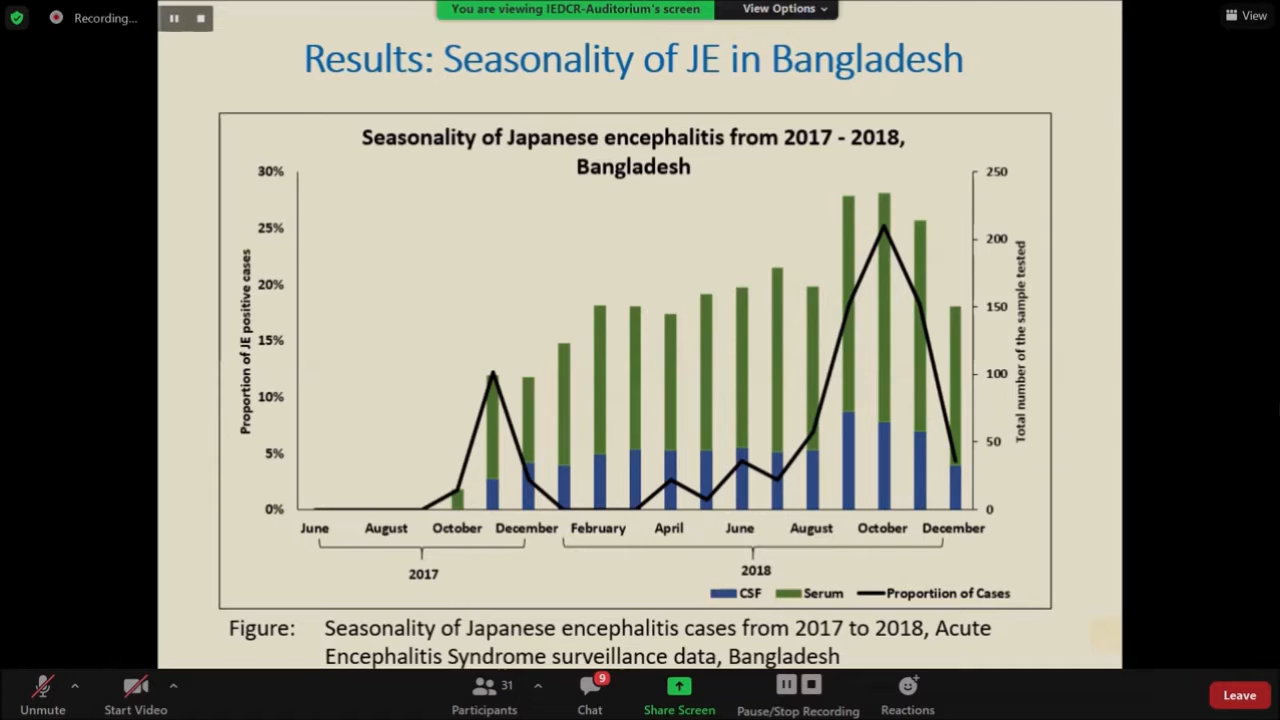 Recording...
You are viewing IEDCR-Auditorium's screen
View Options
View
Results: Seasonality of JE in Bangladesh
Seasonality of Japanese encephalitis from 2017 - 2018,
Bangladesh
30%
25%
20%
15%
10%
5%
0%
Proportion of JE positive cases
250
200
150
100
50
0
Total number of the sample tested
June August October December February April June August October December
2017
2018
CSF Serum Proportiion of Cases
Figure: Seasonality of Japanese encephalitis cases from 2017 to 2018, Acute
Encephalitis Syndrome surveillance data, Bangladesh
31
9
Unmute Start Video Participants Chat Share Screen Pause/Stop Recording Reactions Leave